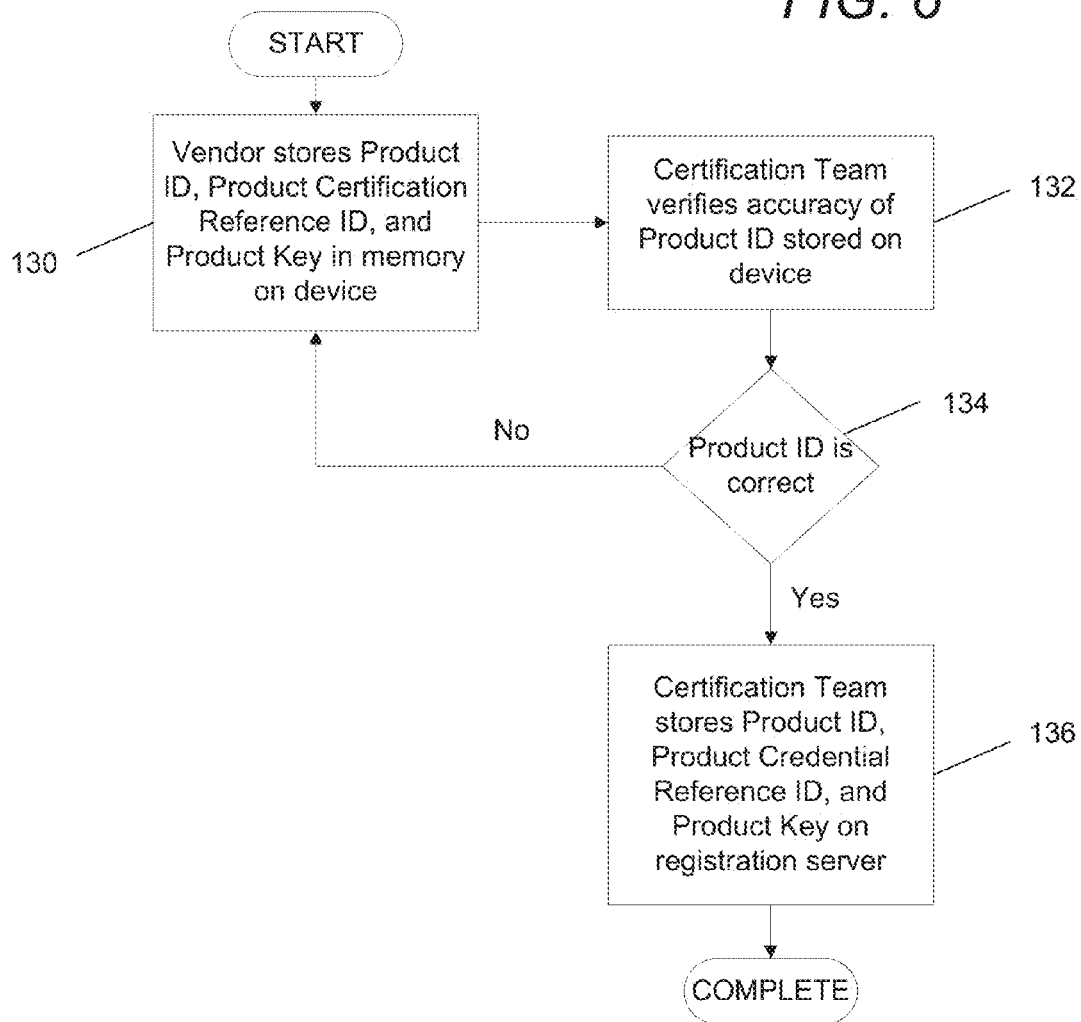 FIG. 6
START
Vendor stores Product
ID, Product Certification
Reference ID, and
Product Key in memory
on device
130
Certification Team
verifies accuracy of
Product ID stored on
device
132
134
Product ID is
correct
No
Yes
Certification Team
stores Product ID,
Product Credential
Reference ID, and
Product Key on
registration server
136
COMPLETE